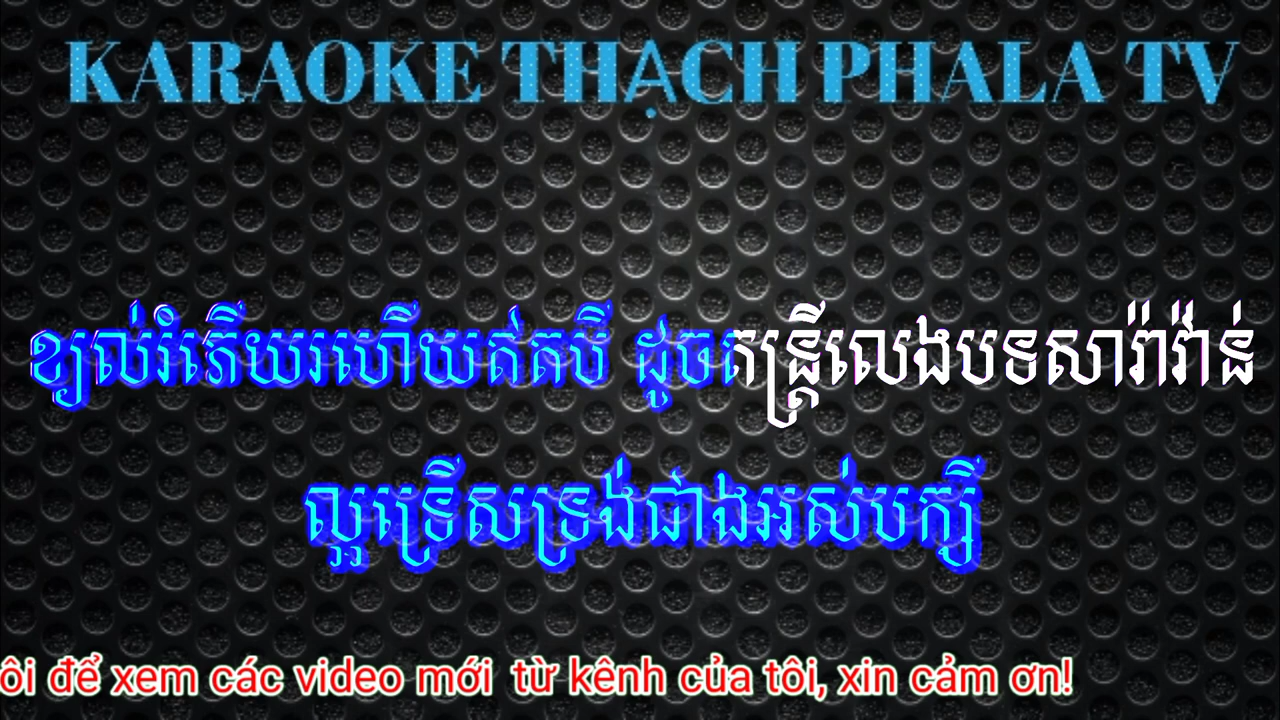 KARAOKE THẠCH PHALA TV
ខ្យល់រំភើយរហើយឥតគបី ដូចតន្ត្រីលេងបទសារ៉ាវ៉ាន់
ល្អទ្រើសទ្រង់ជាងអស់បក្សី
ôi để xem các video mới từ kênh của tôi, xin cảm ơn!